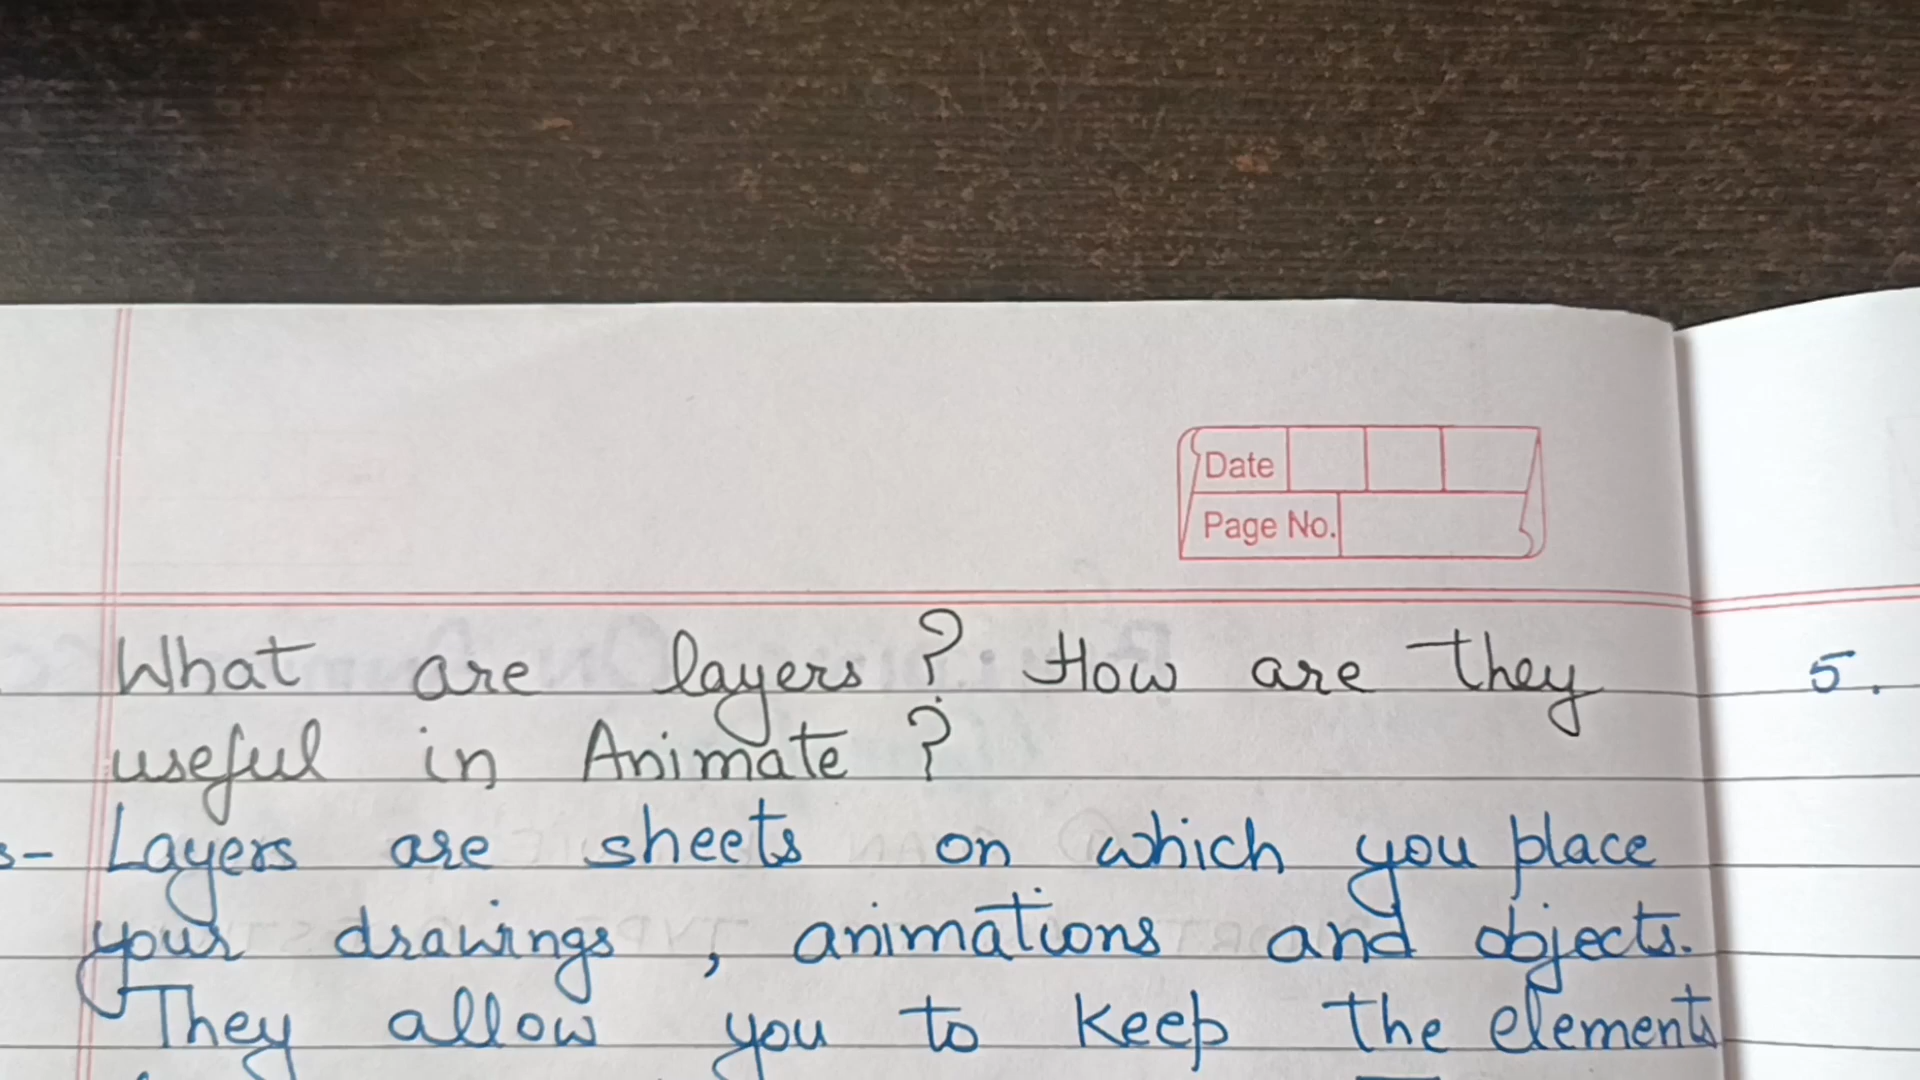 Date
Page No.
What are layers? How are they
useful in Animate?
s- Layers are sheets on which you place
your drawings, animations and objects.
They allow you to keep the elements
5.